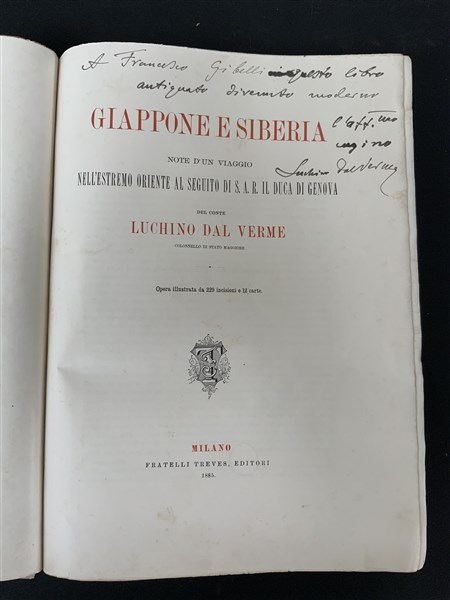 A Francesco Gibelli questo libro
antiquato divenuto moderno
l'aff.mo
cugino
Luchino dal Verme
GIAPPONE E SIBERIA
NOTE D'UN VIAGGIO
NELL'ESTREMO ORIENTE AL SEGUITO DI S. A. R. IL DUCA DI GENOVA
DEL CONTE
LUCHINO DAL VERME
COLONNELLO DI STATO MAGGIORE
Opera illustrata da 229 incisioni e 13 carte.
MILANO
FRATELLI TREVES, EDITORI
1885.